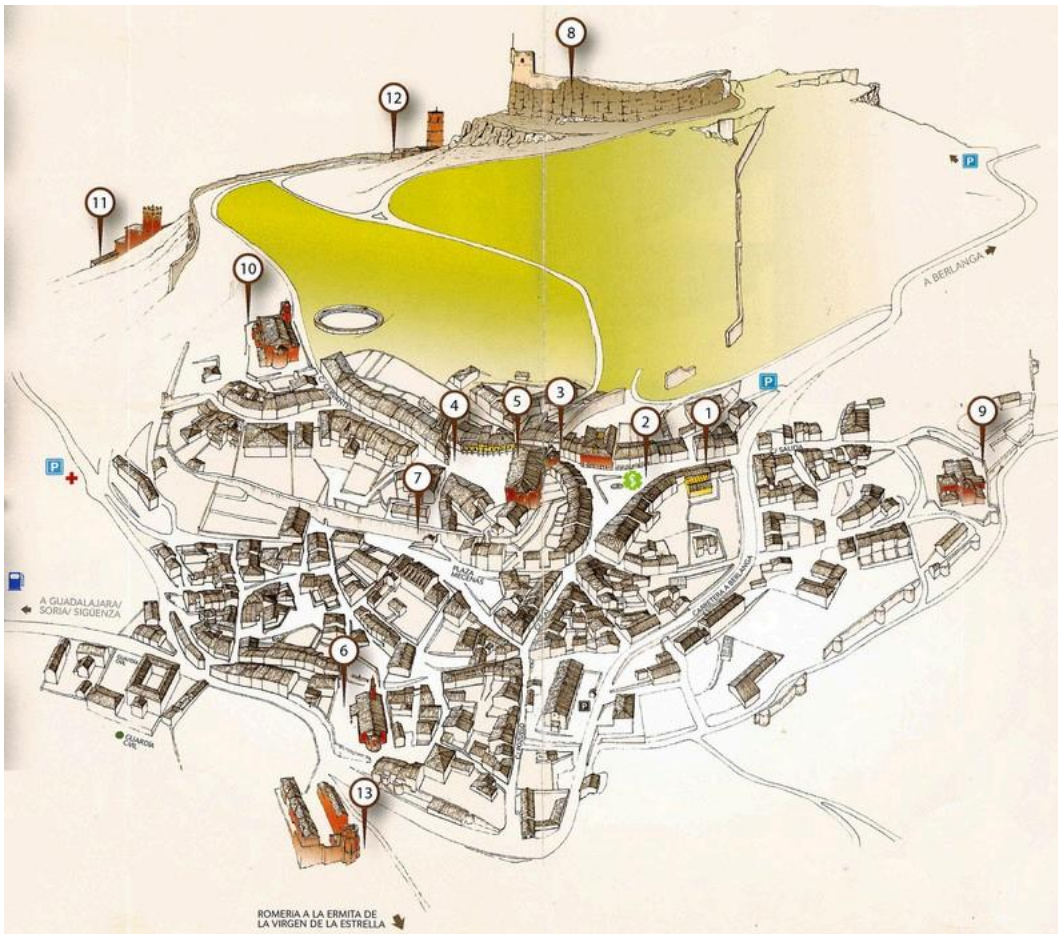 8
12
P
11
A BERLANGA
10
P
3
5
4
2
1
9
SALIDA
P
7
PLAZA
MECENAS
CARRETERA A BERLANGA
A GUADALAJARA/
SORIA/ SIGÜENZA
6
P
GUARDIA
CIVIL
13
ROMERIA A LA ERMITA DE
LA VIRGEN DE LA ESTRELLA